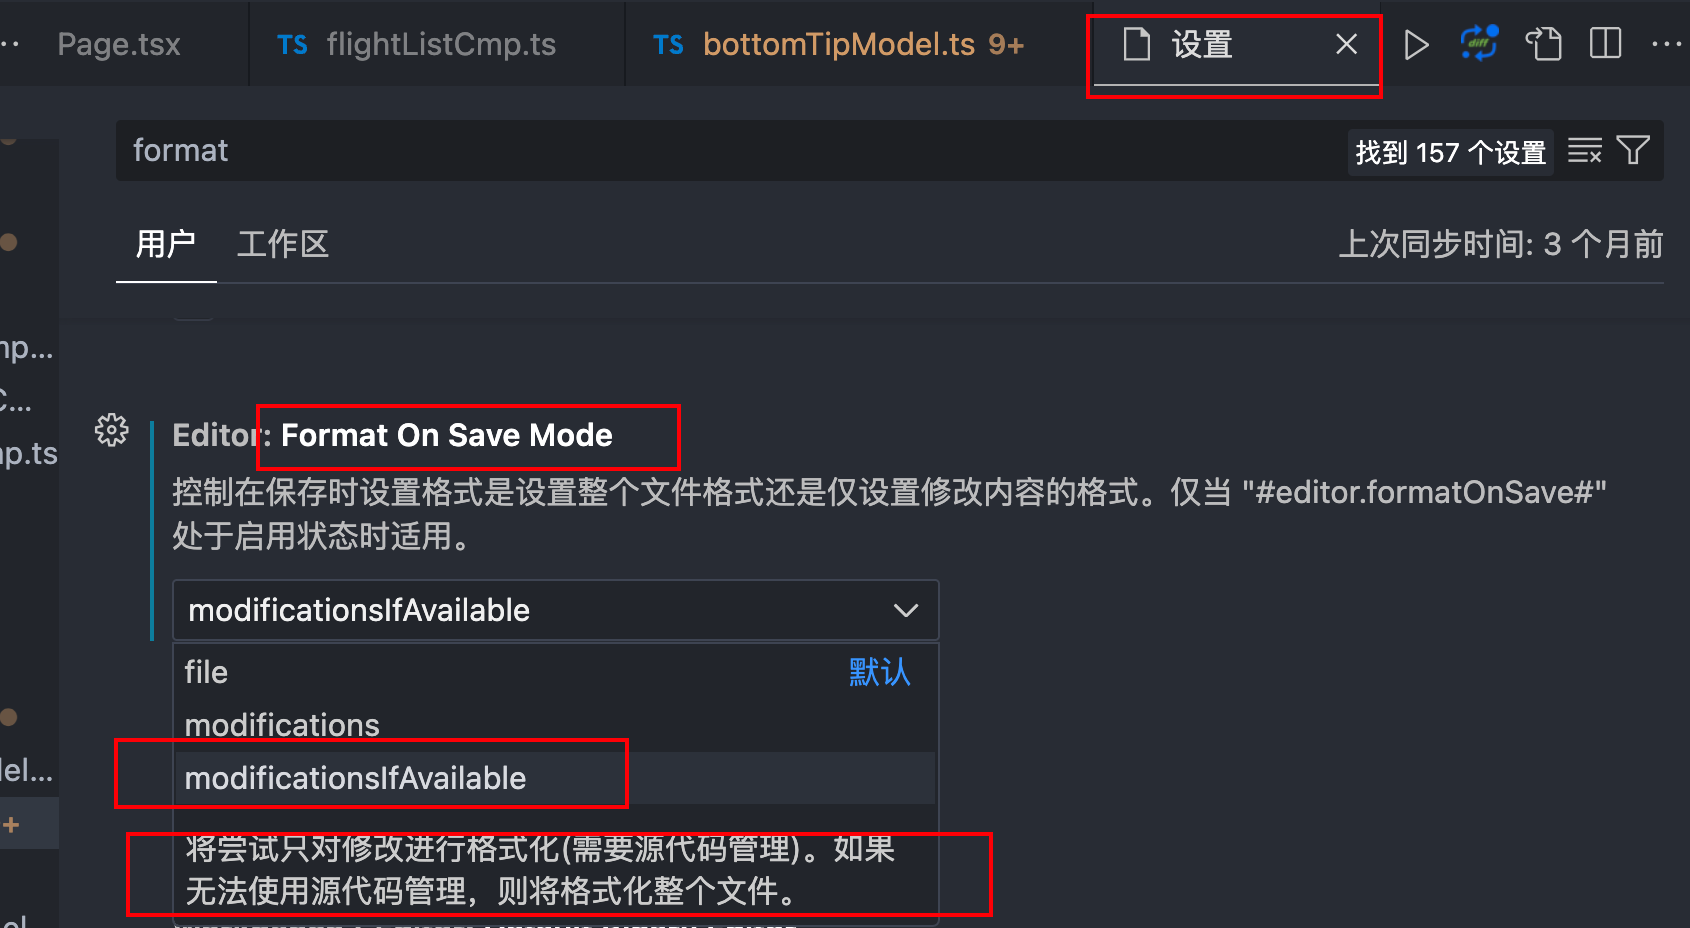 Page.tsx
TS flightListCmp.ts
TS bottomTipModel.ts 9+
设置
diff
format
找到 157 个设置
用户
工作区
上次同步时间: 3 个月前
mp...
C...
mp.ts
Editor: Format On Save Mode
控制在保存时设置格式是设置整个文件格式还是仅设置修改内容的格式。仅当 "#editor.formatOnSave#"
处于启用状态时适用。
modificationsIfAvailable
file 默认
modifications
modificationsIfAvailable
del...
+
将尝试只对修改进行格式化(需要源代码管理)。如果
无法使用源代码管理，则将格式化整个文件。